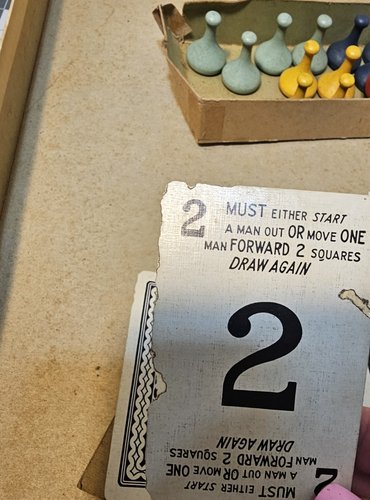 2 MUST EITHER START
A MAN OUT OR MOVE ONE
MAN FORWARD 2 SQUARES
DRAW AGAIN
2
DRAW AGAIN
MAN FORWARD 2 SQUARES
A MAN OUT OR MOVE ONE
2 MUST EITHER START